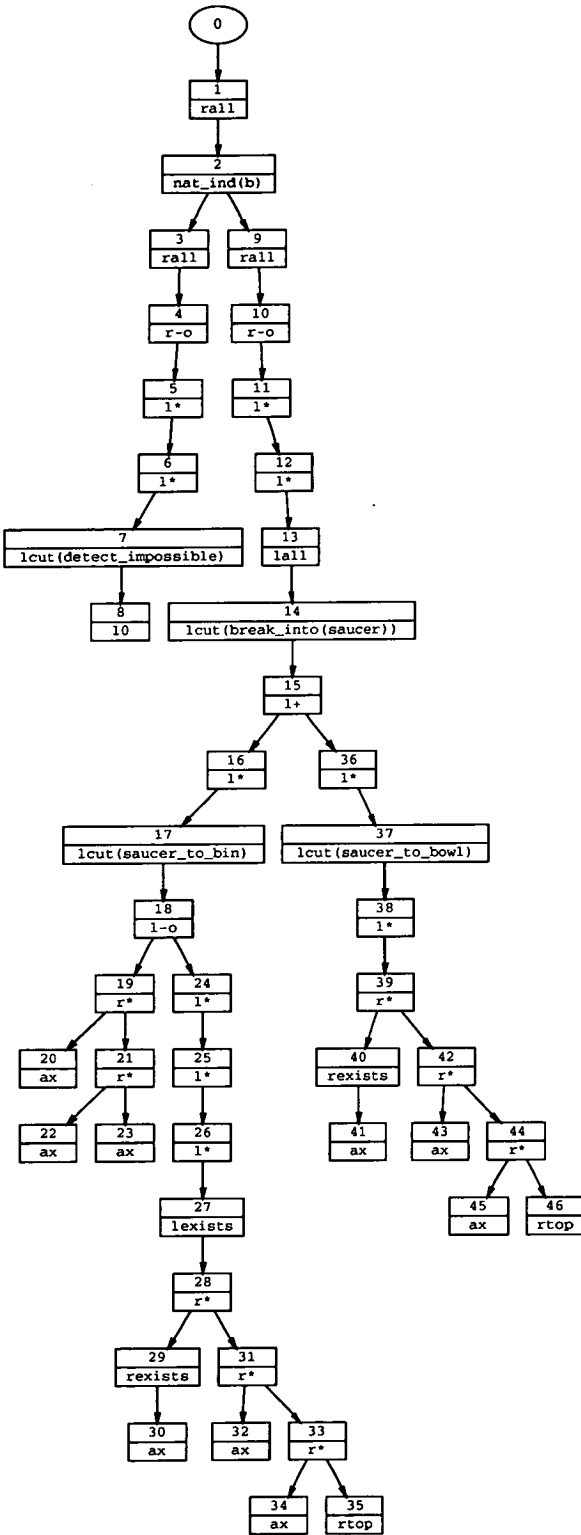 0
1
rall
2
nat_ind(b)
3 9
rall rall
4 10
r-o r-o
5 11
l* l*
6 12
l* l*
7 13
lcut(detect_impossible) lall
8 14
l0 lcut(break_into(saucer))
15
l+
16 36
l* l*
17 37
lcut(saucer_to_bin) lcut(saucer_to_bowl)
18 38
l-o l*
19 24 39
r* l* r*
20 21 25 40 42
ax r* l* rexists r*
22 23 26 41 43 44
ax ax l* ax ax r*
27 45 46
lexists ax rtop
28
r*
29 31
rexists r*
30 32 33
ax ax r*
34 35
ax rtop